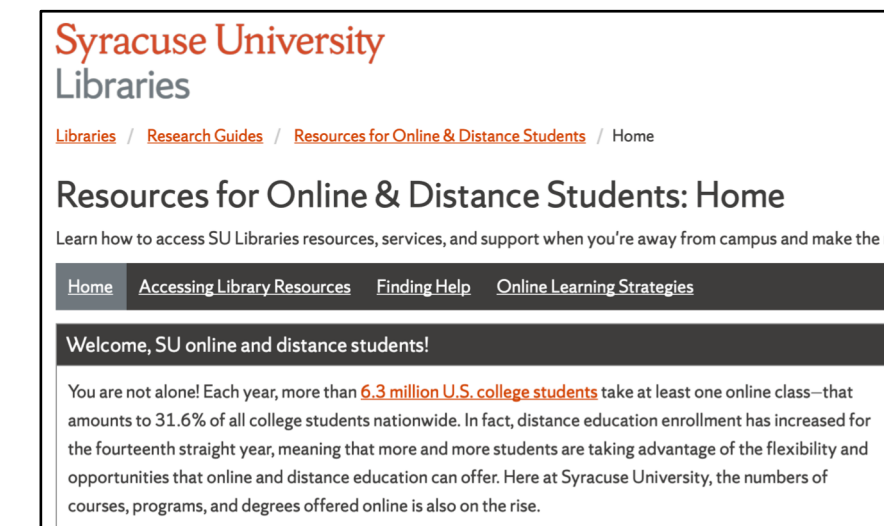 Syracuse University
Libraries
Libraries / Research Guides / Resources for Online & Distance Students / Home
Resources for Online & Distance Students: Home
Learn how to access SU Libraries resources, services, and support when you're away from campus and make the
Home Accessing Library Resources Finding Help Online Learning Strategies
Welcome, SU online and distance students!
You are not alone! Each year, more than 6.3 million U.S. college students take at least one online class—that
amounts to 31.6% of all college students nationwide. In fact, distance education enrollment has increased for
the fourteenth straight year, meaning that more and more students are taking advantage of the flexibility and
opportunities that online and distance education can offer. Here at Syracuse University, the numbers of
courses, programs, and degrees offered online is also on the rise.